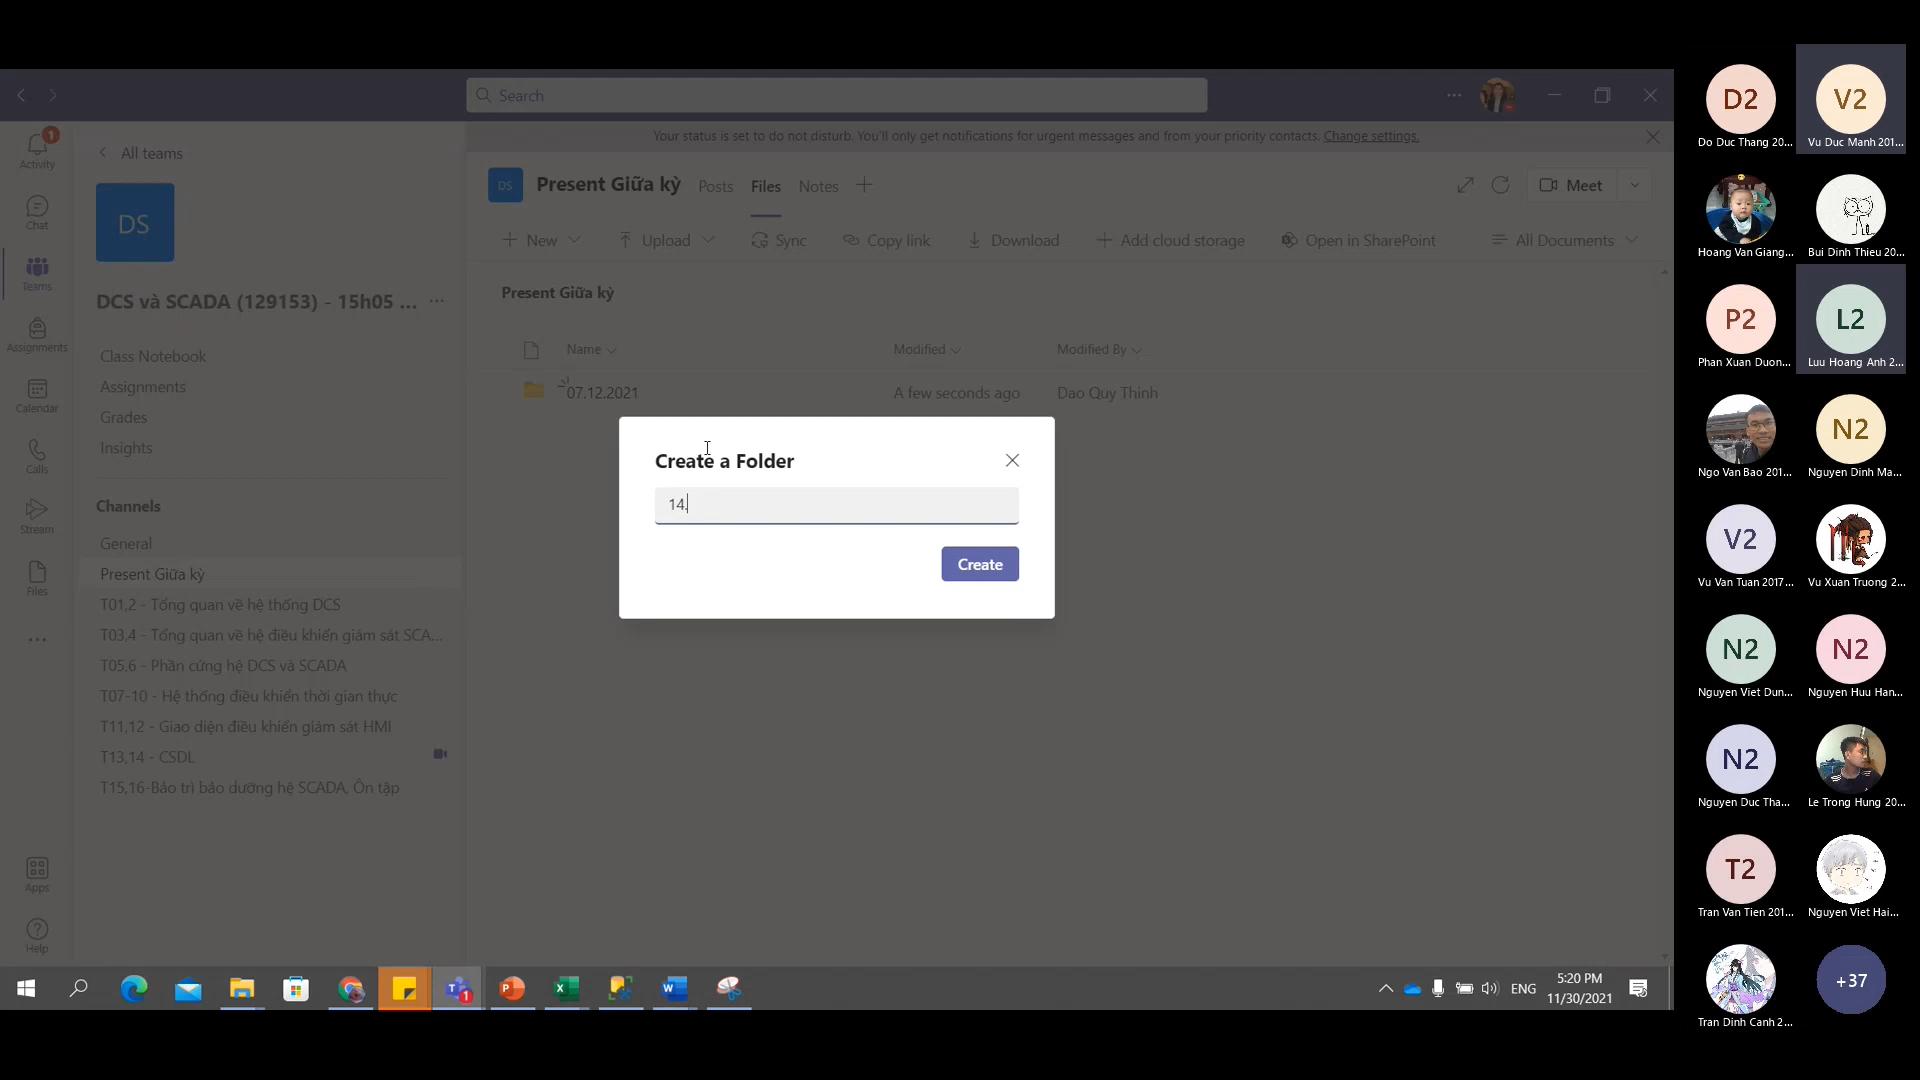 Search
Your status is set to do not disturb. You'll only get notifications for urgent messages and from your priority contacts. Change settings.
1
Activity
Chat
Teams
Assignments
Calendar
Calls
Stream
Files
Apps
Help
All teams
DS
DCS và SCADA (129153) - 15h05 ...
Class Notebook
Assignments
Grades
Insights
Channels
General
Present Giữa kỳ
T01,2 - Tổng quan về hệ thống DCS
T03,4 - Tổng quan về hệ điều khiển giám sát SCA...
T05,6 - Phần cứng hệ DCS và SCADA
T07-10 - Hệ thống điều khiển thời gian thực
T11,12 - Giao diện điều khiển giám sát HMI
T13,14 - CSDL
T15,16-Bảo trì bảo dưỡng hệ SCADA, Ôn tập
DS Present Giữa kỳ Posts Files Notes Meet
New Upload Sync Copy link Download Add cloud storage Open in SharePoint All Documents
Present Giữa kỳ
Name Modified Modified By
07.12.2021 A few seconds ago Dao Quy Thinh
Create a Folder
14.
Create
ENG
5:20 PM
11/30/2021
D2 V2
Do Duc Thang 20... Vu Duc Manh 201...
Hoang Van Giang... Bui Dinh Thieu 20...
P2 L2
Phan Xuan Duon... Luu Hoang Anh 2...
N2
Ngo Van Bao 201... Nguyen Dinh Ma...
V2
Vu Van Tuan 2017... Vu Xuan Truong 2...
N2 N2
Nguyen Viet Dun... Nguyen Huu Han...
N2
Nguyen Duc Tha... Le Trong Hung 20...
T2
Tran Van Tien 201... Nguyen Viet Hai...
+37
Tran Dinh Canh 2...